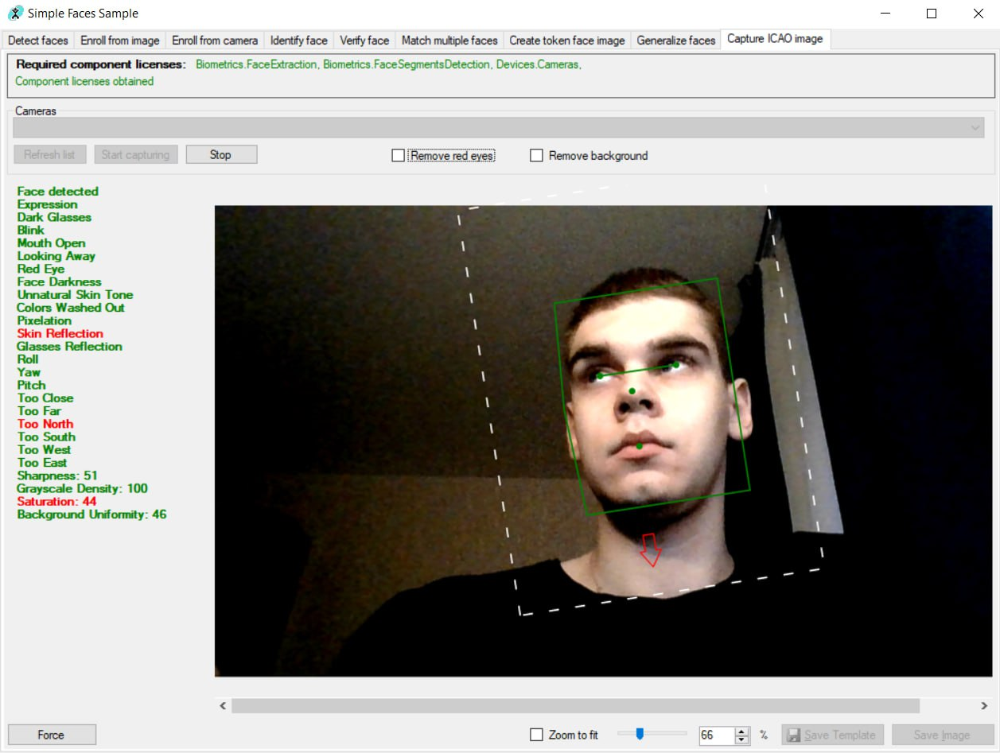 Simple Faces Sample
Detect faces Enroll from image Enroll from camera Identify face Verify face Match multiple faces Create token face image Generalize faces Capture ICAO image
Required component licenses: Biometrics.FaceExtraction, Biometrics.FaceSegmentsDetection, Devices.Cameras,
Component licenses obtained
Cameras
Refresh list Start capturing Stop Remove red eyes Remove background
Face detected
Expression
Dark Glasses
Blink
Mouth Open
Looking Away
Red Eye
Face Darkness
Unnatural Skin Tone
Colors Washed Out
Pixelation
Skin Reflection
Glasses Reflection
Roll
Yaw
Pitch
Too Close
Too Far
Too North
Too South
Too West
Too East
Sharpness: 51
Grayscale Density: 100
Saturation: 44
Background Uniformity: 46
Force Zoom to fit 66 % Save Template Save Image